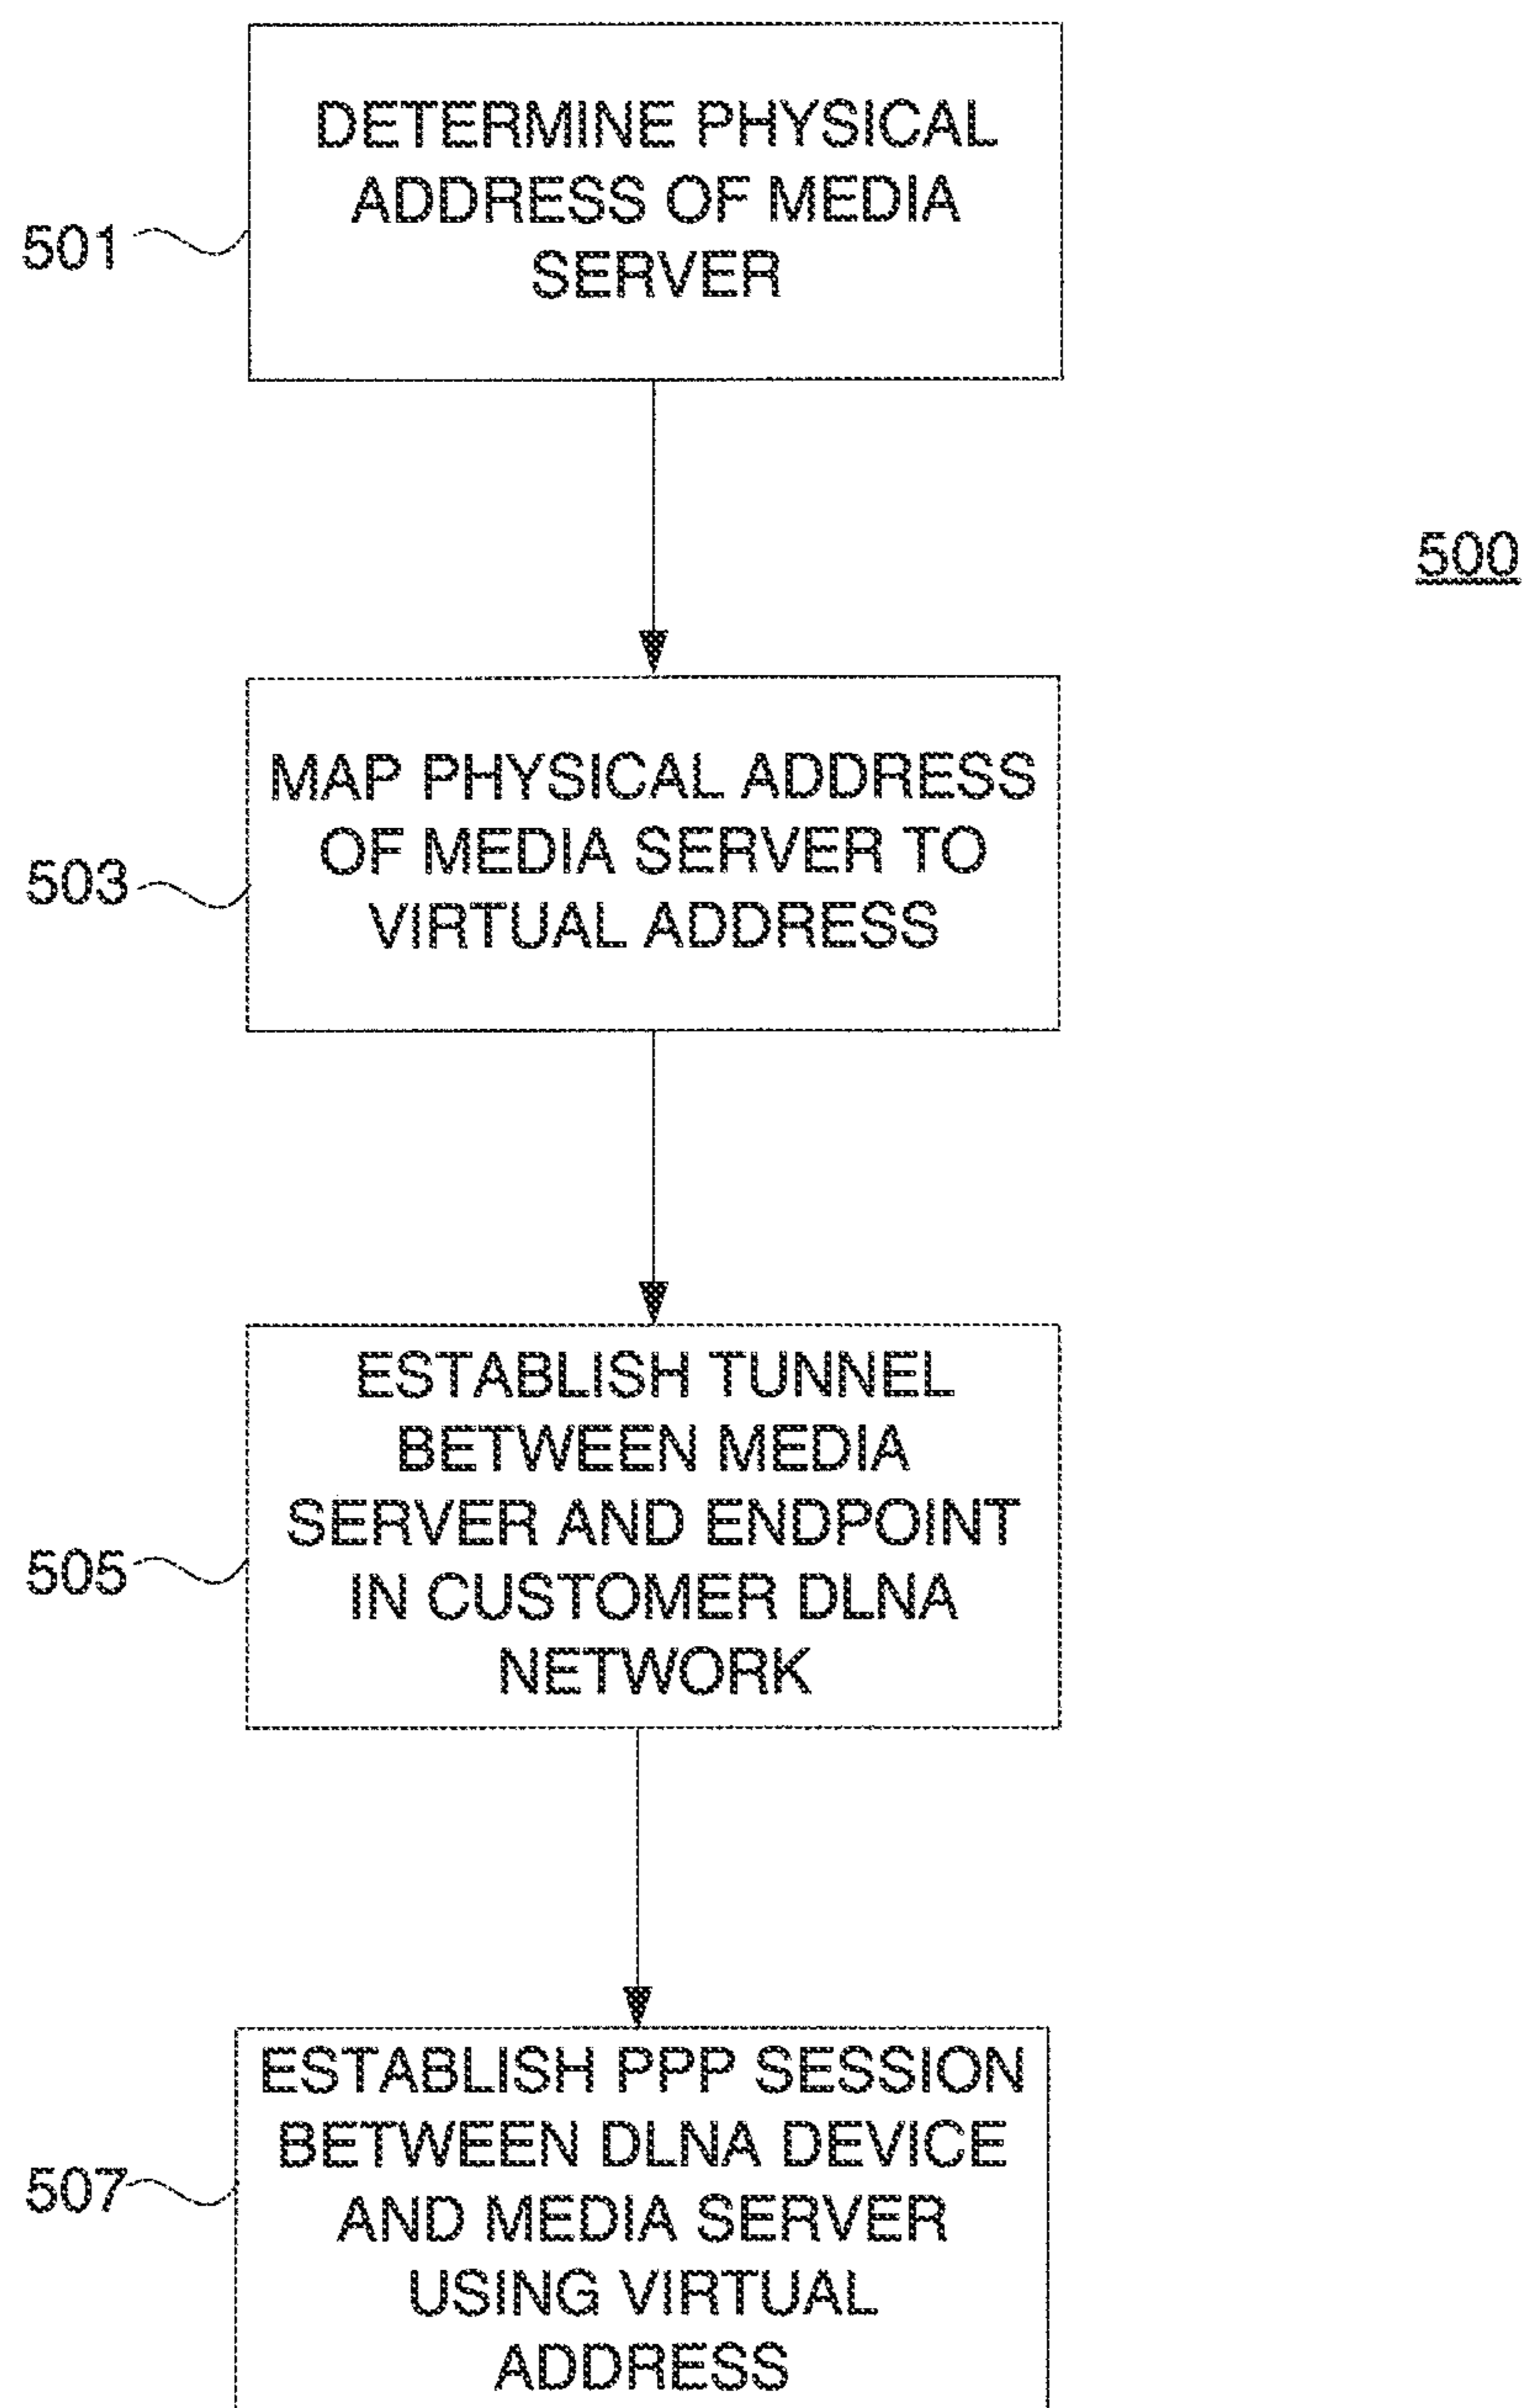 DETERMINE PHYSICAL
ADDRESS OF MEDIA
SERVER
501
500
MAP PHYSICAL ADDRESS
OF MEDIA SERVER TO
VIRTUAL ADDRESS
503
ESTABLISH TUNNEL
BETWEEN MEDIA
SERVER AND ENDPOINT
IN CUSTOMER DLNA
NETWORK
505
ESTABLISH PPP SESSION
BETWEEN DLNA DEVICE
AND MEDIA SERVER
USING VIRTUAL
ADDRESS
507